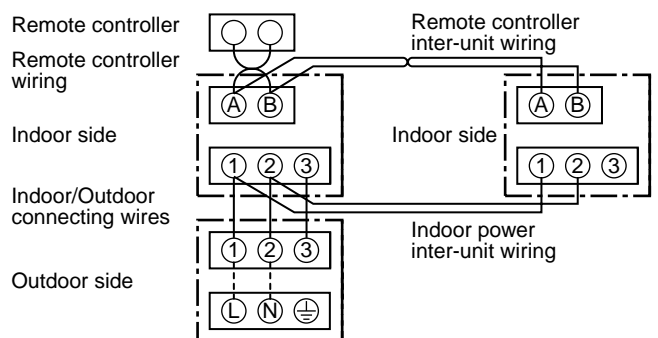 Remote controller
Remote controller
inter-unit wiring
Remote controller
wiring
A B
A B
Indoor side
Indoor side
1 2 3
1 2 3
Indoor/Outdoor
connecting wires
Indoor power
inter-unit wiring
1 2 3
Outdoor side
L N